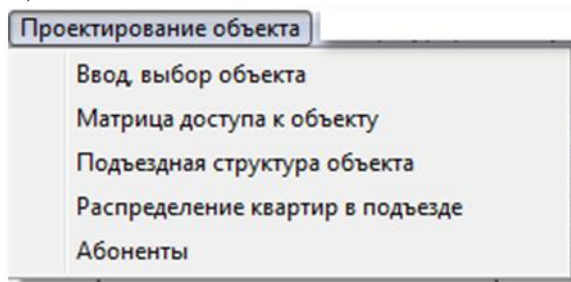 Проектирование объекта
Ввод, выбор объекта
Матрица доступа к объекту
Подъездная структура объекта
Распределение квартир в подъезде
Абоненты